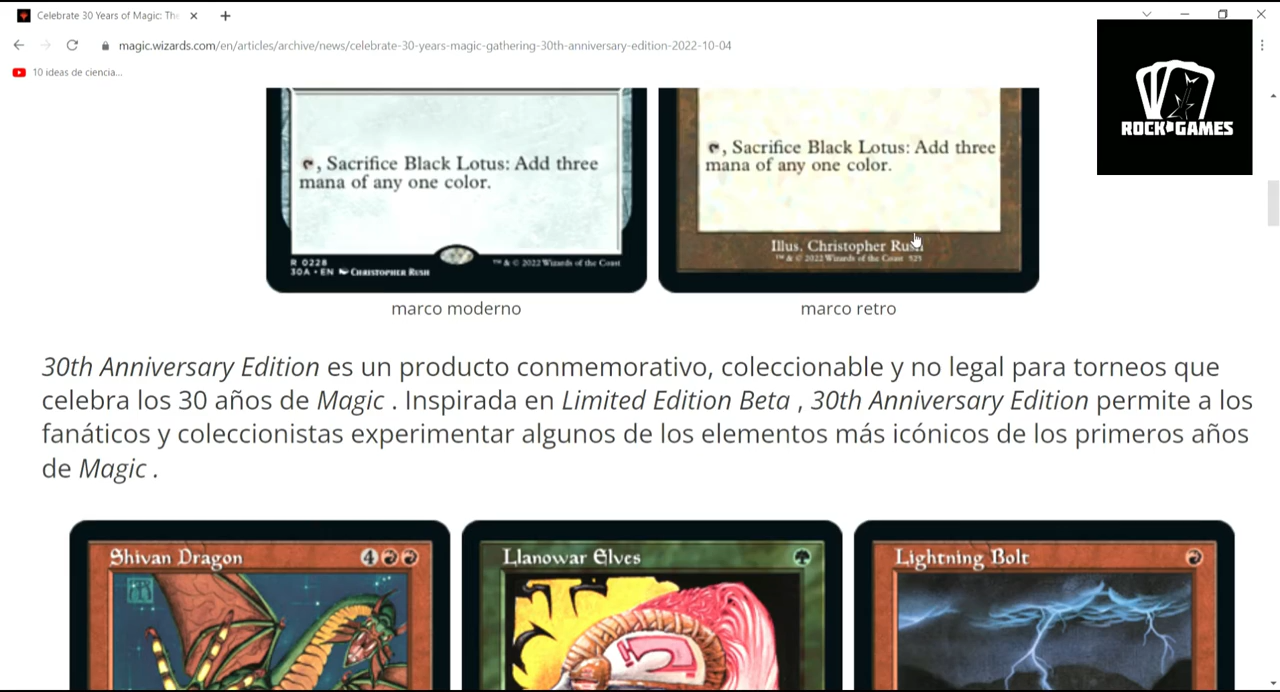 Celebrate 30 Years of Magic: The
magic.wizards.com/en/articles/archive/news/celebrate-30-years-magic-gathering-30th-anniversary-edition-2022-10-04
10 ideas de ciencia...
ROCK GAMES
, Sacrifice Black Lotus: Add three
mana of any one color.
R 0228
30A • EN Christopher Rush
™ & © 2022 Wizards of the Coast
, Sacrifice Black Lotus: Add three
mana of any one color.
Illus. Christopher Rush
™ & © 2022 Wizards of the Coast 525
marco moderno
marco retro
30th Anniversary Edition es un producto conmemorativo, coleccionable y no legal para torneos que
celebra los 30 años de Magic . Inspirada en Limited Edition Beta , 30th Anniversary Edition permite a los
fanáticos y coleccionistas experimentar algunos de los elementos más icónicos de los primeros años
de Magic .
Shivan Dragon 4
Llanowar Elves
Lightning Bolt